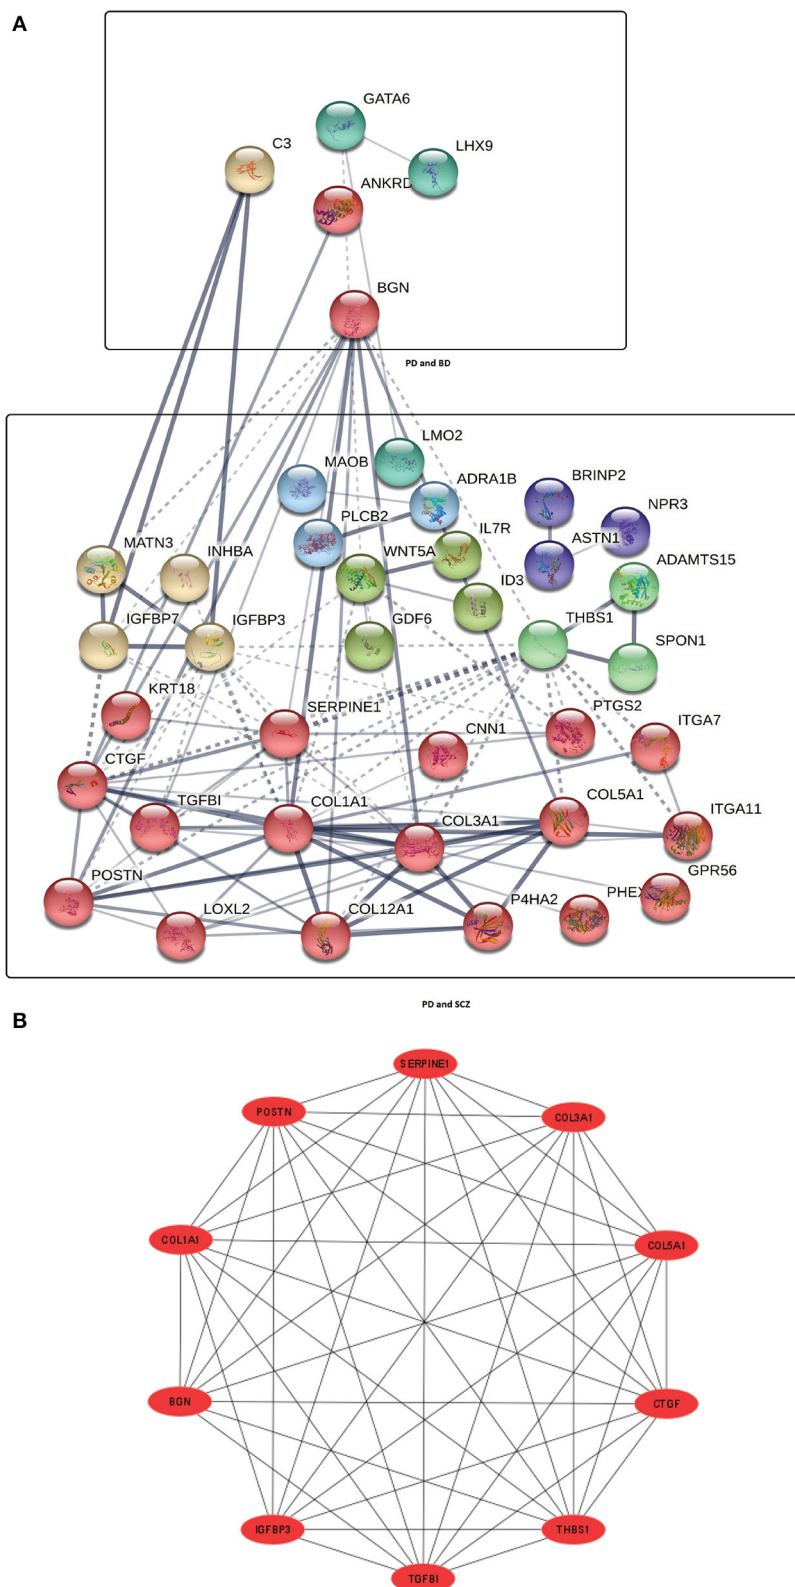 A
GATA6
C3
LHX9
ANKRD
BGN
PD and BD
LMO2
MAOB
ADRA1B
BRINP2
NPR3
PLCB2
IL7R
ASTN1
MATN3
INHBA
WNT5A
ADAMTS15
ID3
IGFBP7
IGFBP3
GDF6
THBS1
SPON1
KRT18
SERPINE1
PTGS2
ITGA7
CNN1
CTGF
TGFBI
COL1A1
COL5A1
COL3A1
ITGA11
POSTN
GPR56
LOXL2
COL12A1
P4HA2
PHEX
PD and SCZ
B
SERPINE1
POSTN
COL3A1
COL1A1
COL5A1
BGN
CTGF
IGFBP3
THBS1
TGFBI